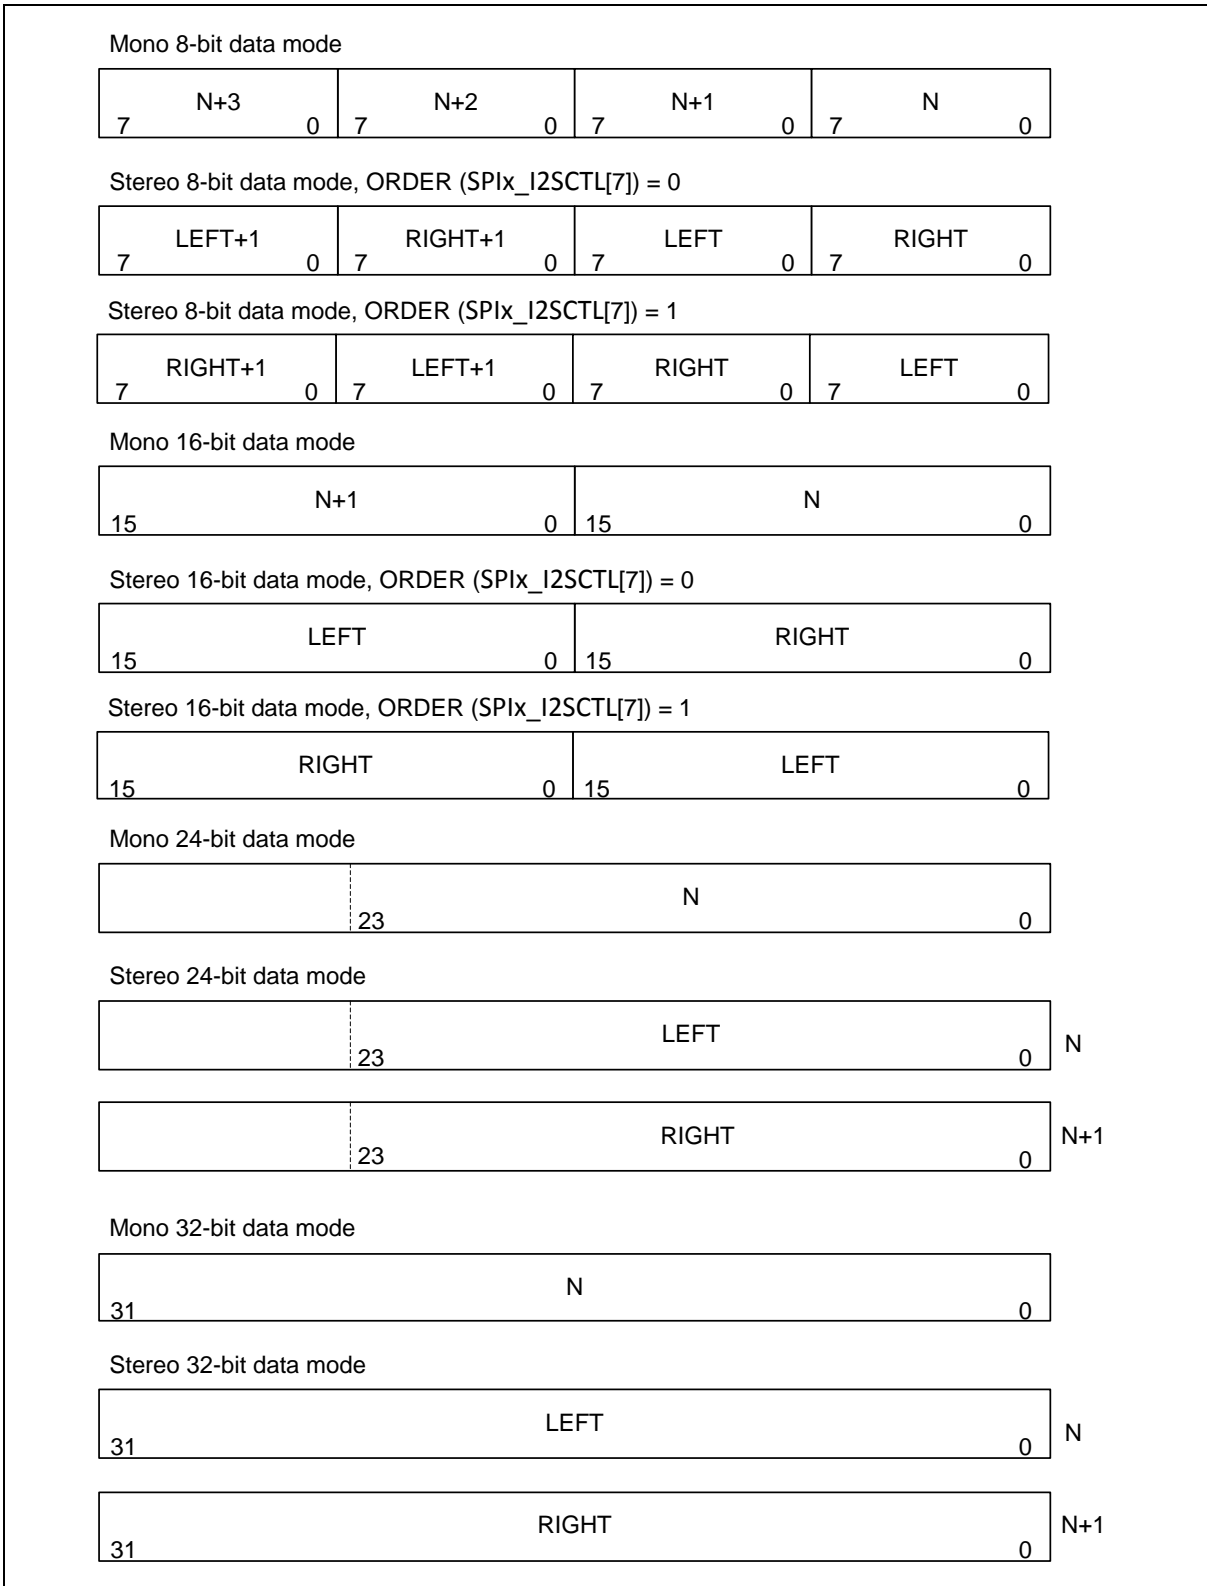 Mono 8-bit data mode
N+3 N+2 N+1 N
7 0 7 0 7 0 7 0
Stereo 8-bit data mode, ORDER (SPIx_I2SCTL[7]) = 0
LEFT+1 RIGHT+1 LEFT RIGHT
7 0 7 0 7 0 7 0
Stereo 8-bit data mode, ORDER (SPIx_I2SCTL[7]) = 1
RIGHT+1 LEFT+1 RIGHT LEFT
7 0 7 0 7 0 7 0
Mono 16-bit data mode
N+1 N
15 0 15 0
Stereo 16-bit data mode, ORDER (SPIx_I2SCTL[7]) = 0
LEFT RIGHT
15 0 15 0
Stereo 16-bit data mode, ORDER (SPIx_I2SCTL[7]) = 1
RIGHT LEFT
15 0 15 0
Mono 24-bit data mode
N
23 0
Stereo 24-bit data mode
LEFT N
23 0
RIGHT N+1
23 0
Mono 32-bit data mode
N
31 0
Stereo 32-bit data mode
LEFT N
31 0
RIGHT N+1
31 0